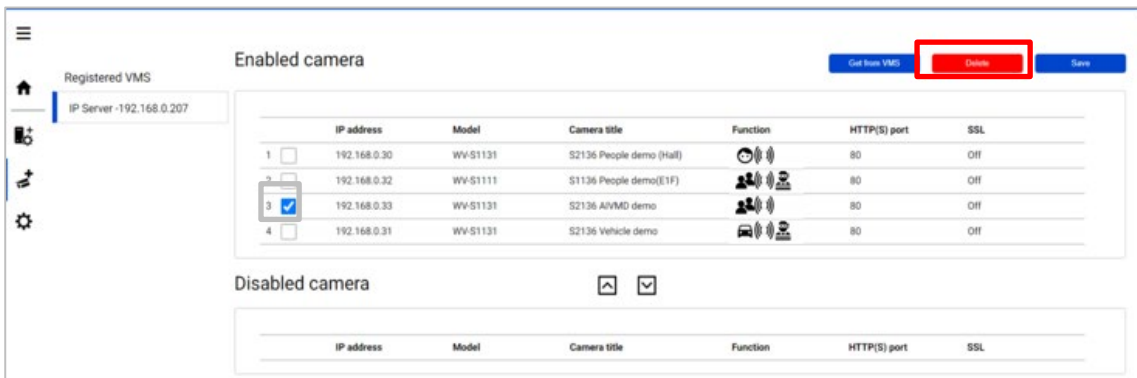 Enabled camera
Get from VMS Delete Save
Registered VMS
IP Server -192.168.0.207
IP address Model Camera title Function HTTP(S) port SSL
1 192.168.0.30 WV-S1131 S2136 People demo (Hall) 80 Off
2 192.168.0.32 WV-S1111 S1136 People demo(E1F) 80 Off
3 192.168.0.33 WV-S1131 S2136 AIVMD demo 80 Off
4 192.168.0.31 WV-S1131 S2136 Vehicle demo 80 Off
Disabled camera
IP address Model Camera title Function HTTP(S) port SSL